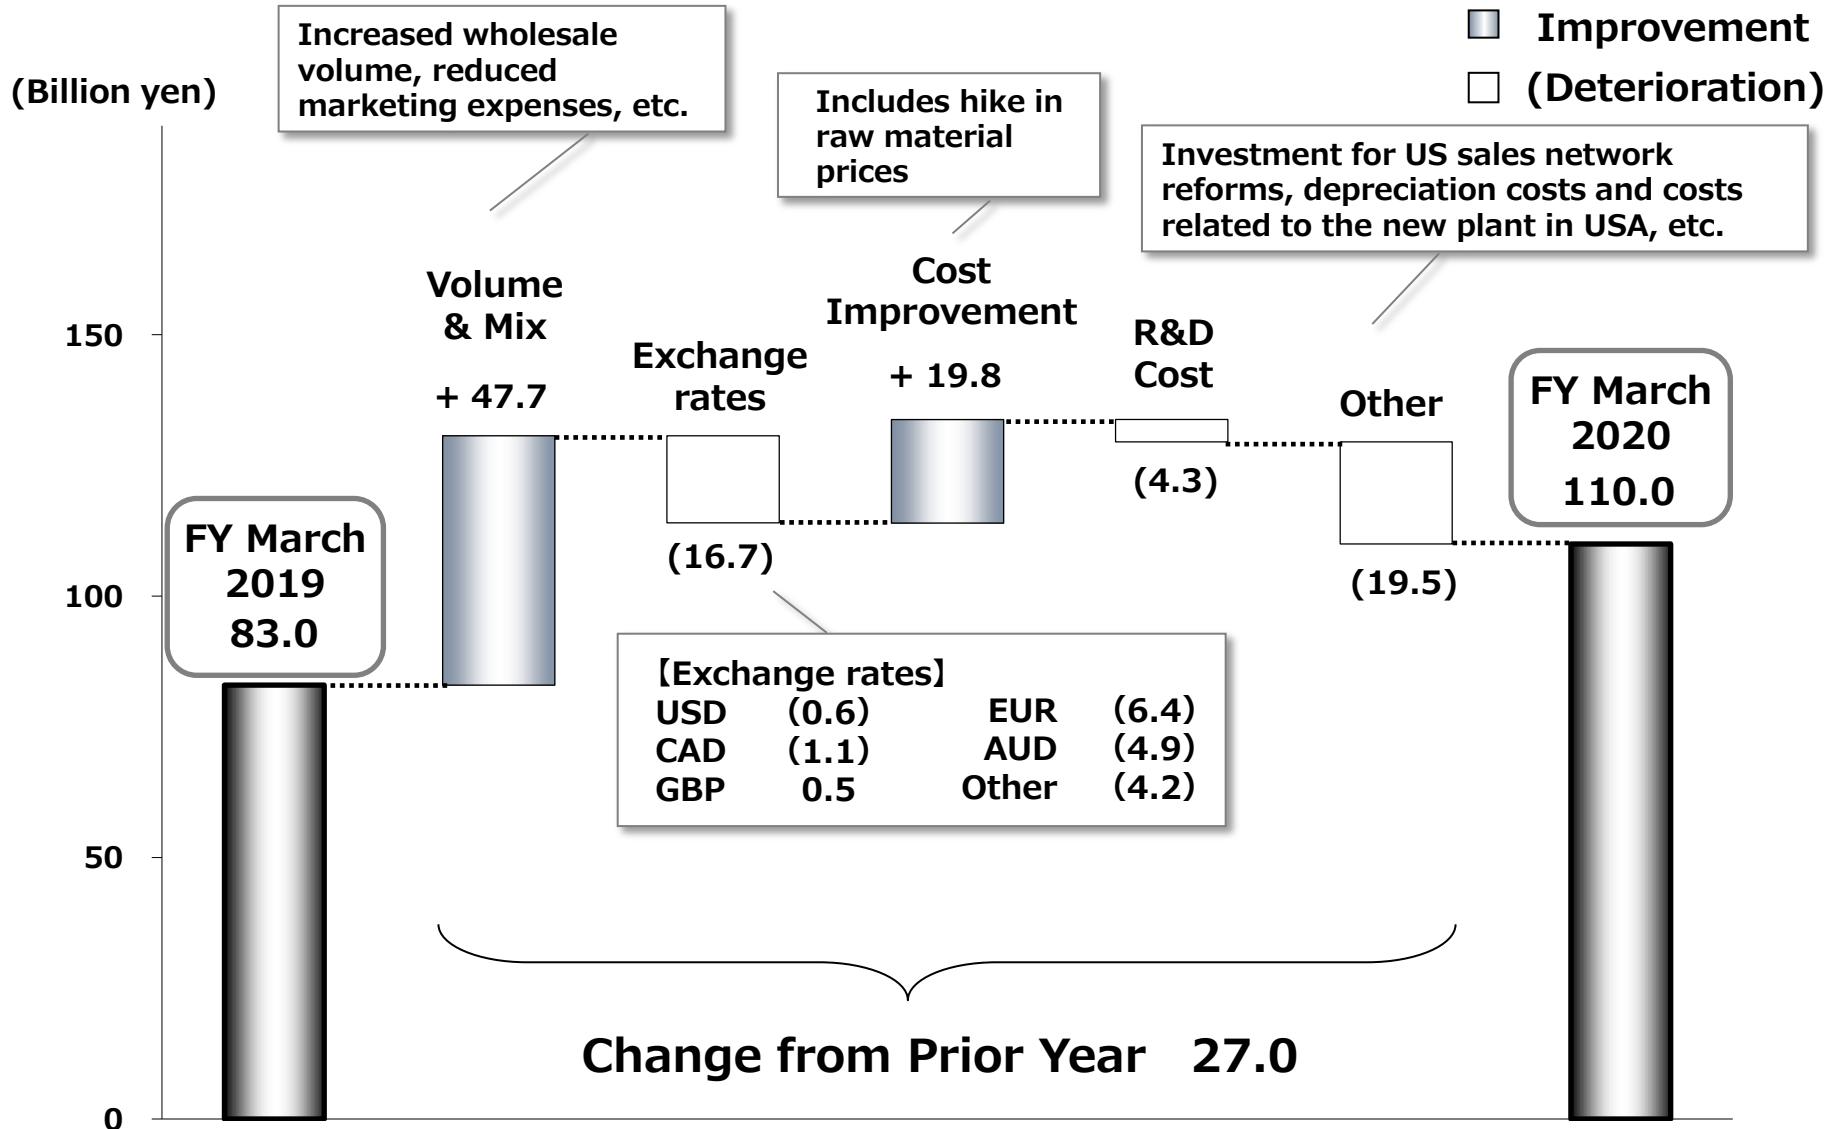 (Billion yen)
Increased wholesale
volume, reduced
marketing expenses, etc.
Includes hike in
raw material
prices
Improvement
(Deterioration)
Investment for US sales network
reforms, depreciation costs and costs
related to the new plant in USA, etc.
150
100
50
0
FY March
2019
83.0
Volume
& Mix
+ 47.7
Exchange
rates
(16.7)
Cost
Improvement
+ 19.8
R&D
Cost
(4.3)
Other
(19.5)
FY March
2020
110.0
【Exchange rates】
USD (0.6) EUR (6.4)
CAD (1.1) AUD (4.9)
GBP 0.5 Other (4.2)
Change from Prior Year 27.0